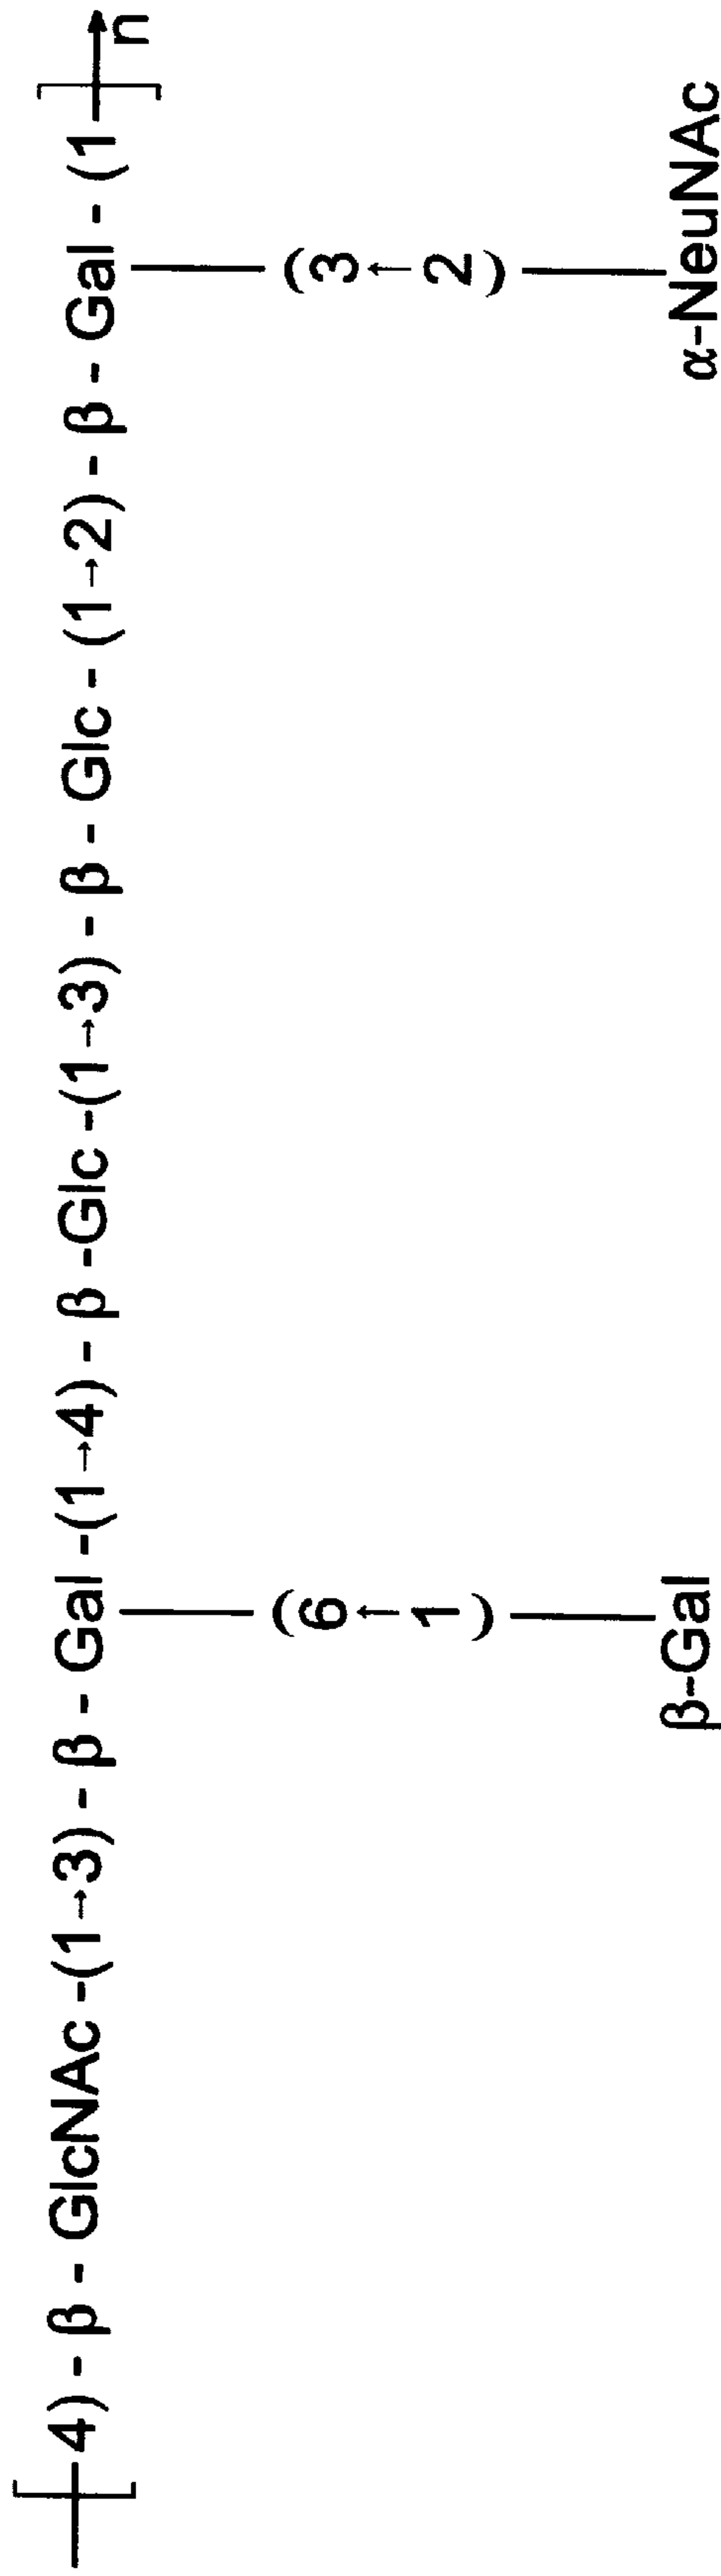 4) - β - GlcNAc -(1→3) - β - Gal -(1→4) - β -Glc -(1→3) - β - Glc - (1→2) - β - Gal - (1
n
(6←1)
(3←2)
β-Gal
α-NeuNAc